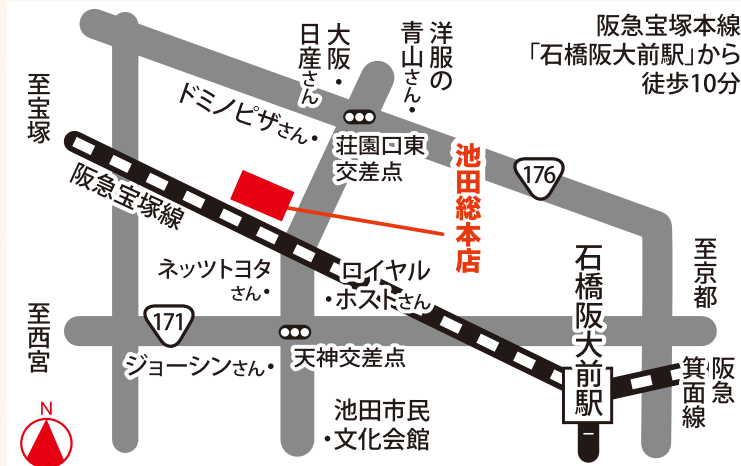 阪急宝塚本線
「石橋阪大前駅」から
徒歩10分
洋服の
青山さん
大阪・
日産さん
至宝塚
ドミノピザさん
荘園口東
交差点
池田総本店
176
阪急宝塚線
ネッツトヨタ
さん
ロイヤル
ホストさん
石橋阪大前駅
至京都
至西宮
171
ジョーシンさん
天神交差点
阪急
箕面線
池田市民
文化会館
N